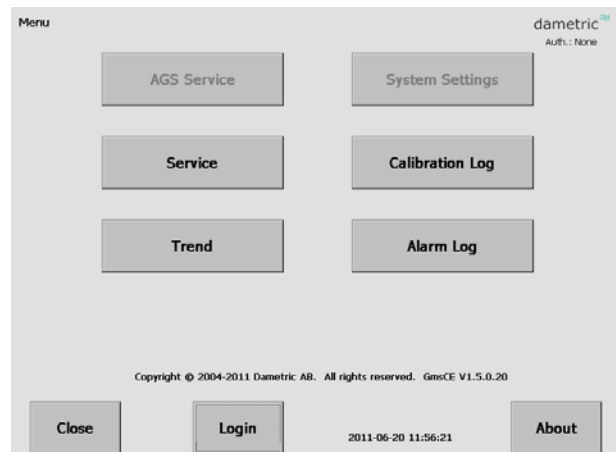 Menu
dametric AB
Auth.: None
AGS Service
System Settings
Service
Calibration Log
Trend
Alarm Log
Copyright © 2004-2011 Dametric AB. All rights reserved. GmsCE V1.5.0.20
Close
Login
2011-06-20 11:56:21
About